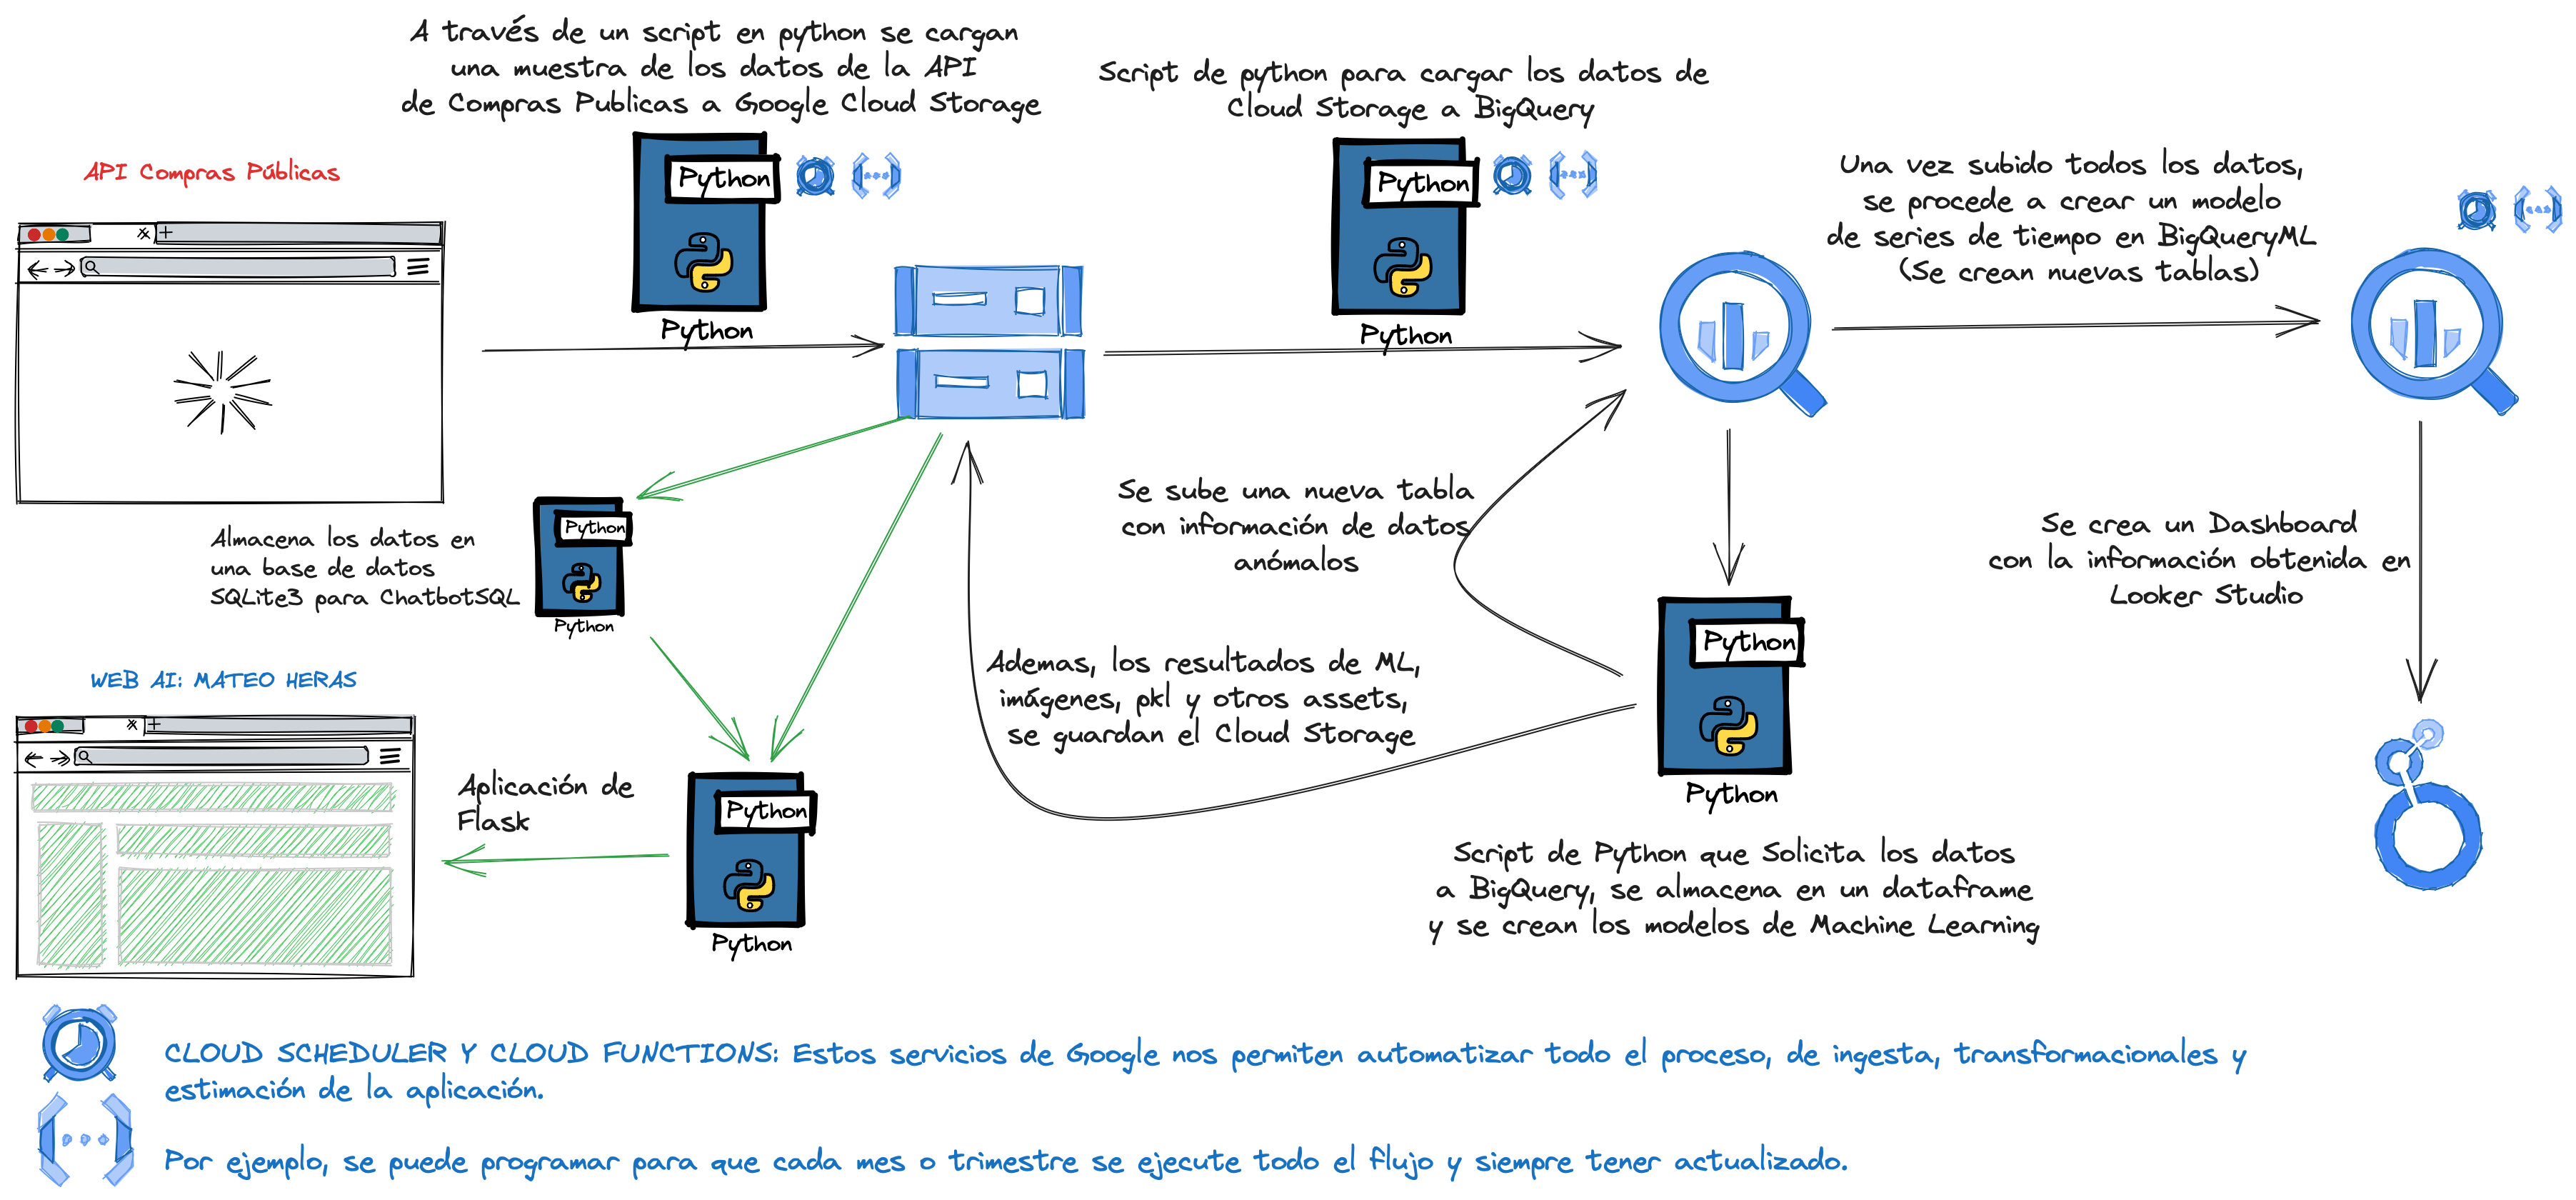 A través de un script en python se cargan
una muestra de los datos de la API
de Compras Publicas a Google Cloud Storage
Script de python para cargar los datos de
Cloud Storage a BigQuery
Una vez subido todos los datos,
se procede a crear un modelo
de series de tiempo en BigQueryML
(Se crean nuevas tablas)
API Compras Públicas
Python
Python
Python
Python
Se sube una nueva tabla
con información de datos
anómalos
Se crea un Dashboard
con la información obtenida en
Looker Studio
Almacena los datos en
una base de datos
SQLite3 para ChatbotSQL
Python
Python
Ademas, los resultados de ML,
imágenes, pkl y otros assets,
se guardan el Cloud Storage
Python
Python
WEB AI: MATEO HERAS
Aplicación de
Flask
Python
Python
Script de Python que Solicita los datos
a BigQuery, se almacena en un dataframe
y se crean los modelos de Machine Learning
CLOUD SCHEDULER Y CLOUD FUNCTIONS: Estos servicios de Google nos permiten automatizar todo el proceso, de ingesta, transformacionales y
estimación de la aplicación.
Por ejemplo, se puede programar para que cada mes o trimestre se ejecute todo el flujo y siempre tener actualizado.